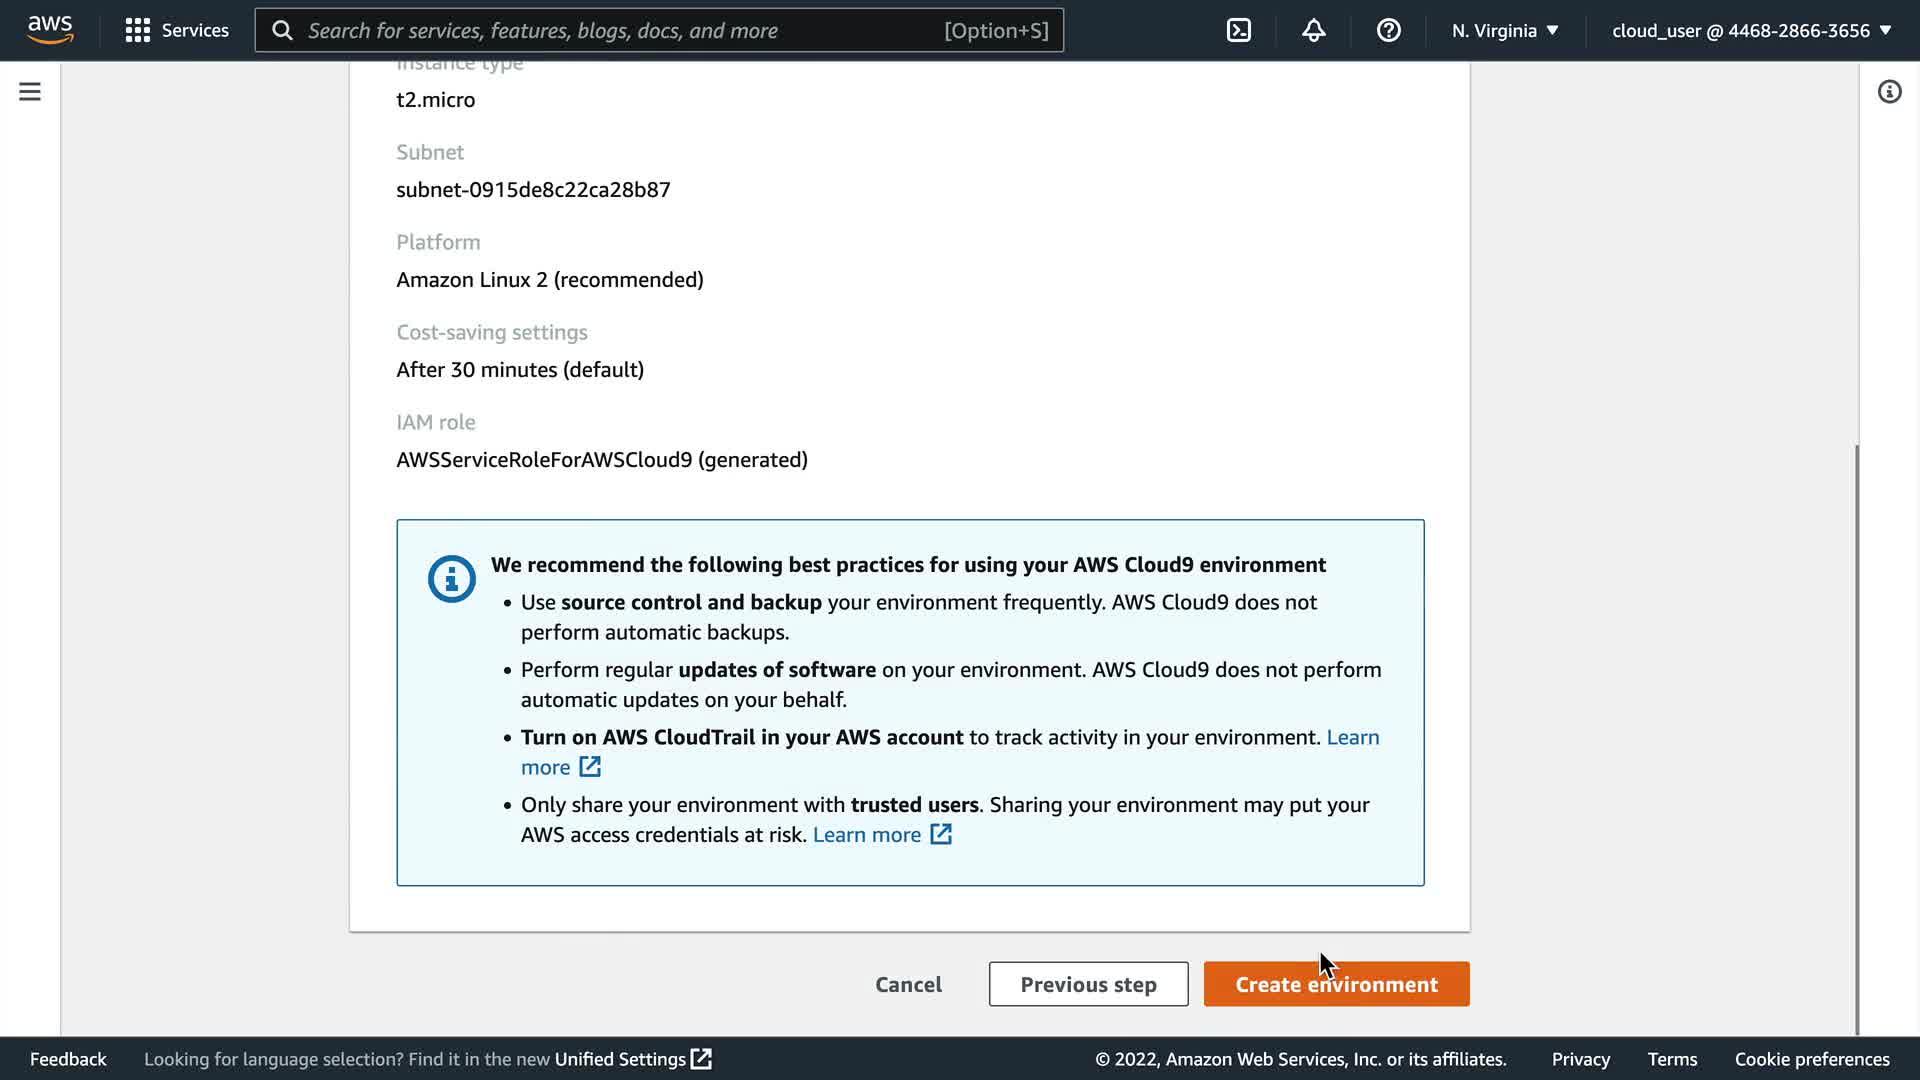 aws
Services
Search for services, features, blogs, docs, and more
[Option+S]
N. Virginia
cloud_user @ 4468-2866-3656
Instance type
t2.micro
Subnet
subnet-0915de8c22ca28b87
Platform
Amazon Linux 2 (recommended)
Cost-saving settings
After 30 minutes (default)
IAM role
AWSServiceRoleForAWSCloud9 (generated)
We recommend the following best practices for using your AWS Cloud9 environment
• Use source control and backup your environment frequently. AWS Cloud9 does not
perform automatic backups.
• Perform regular updates of software on your environment. AWS Cloud9 does not perform
automatic updates on your behalf.
• Turn on AWS CloudTrail in your AWS account to track activity in your environment. Learn
more
• Only share your environment with trusted users. Sharing your environment may put your
AWS access credentials at risk. Learn more
Cancel
Previous step
Create environment
Feedback
Looking for language selection? Find it in the new Unified Settings
© 2022, Amazon Web Services, Inc. or its affiliates.
Privacy
Terms
Cookie preferences